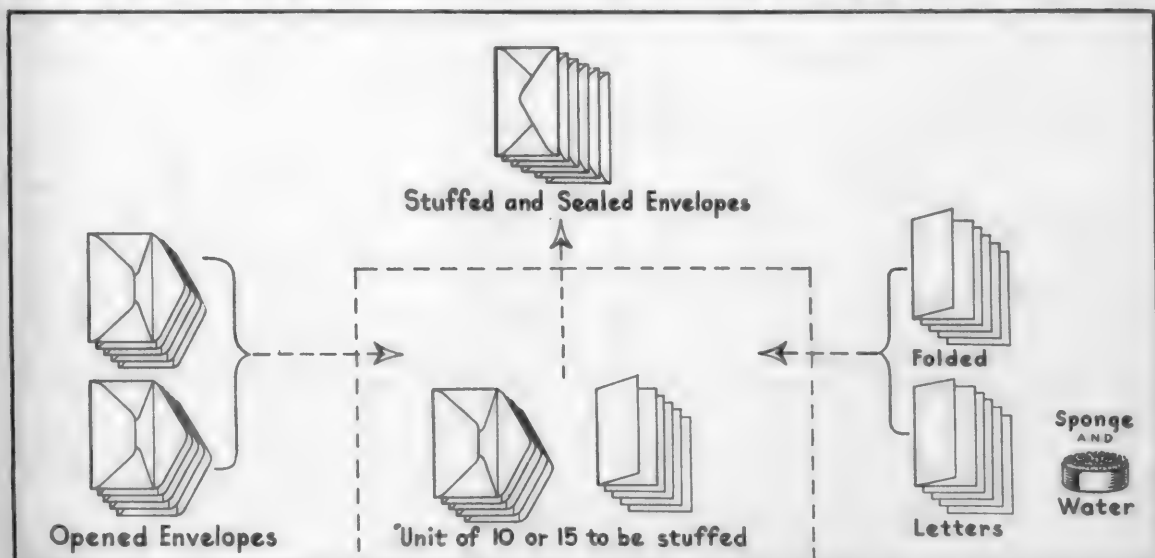 Stuffed and Sealed Envelopes
Folded
Sponge
AND
Water
Opened Envelopes
"Unit of 10 or 15 to be stuffed
Letters